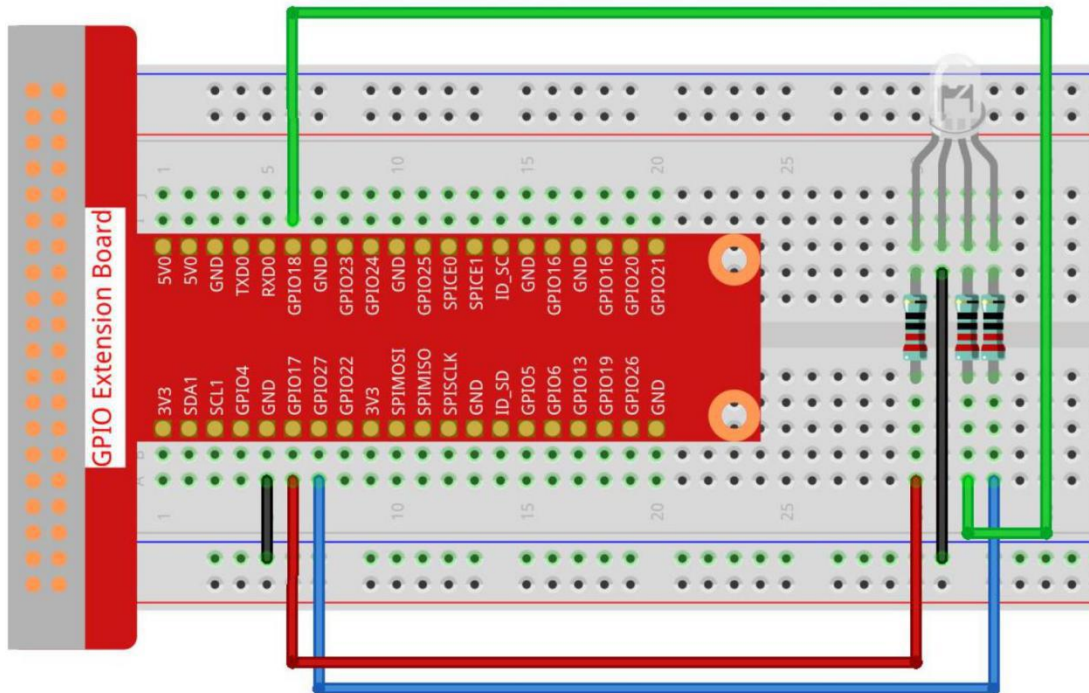 GPIO Extension Board
1
5
10
15
20
25
J
I
5V0
5V0
GND
TXD0
RXD0
GPIO18
GND
GPIO23
GPIO24
GND
GPIO25
SPICE0
SPICE1
ID_SC
GND
GPIO16
GND
GPIO16
GPIO20
GPIO21
3V3
SDA1
SCL1
GPIO4
GND
GPIO17
GPIO27
GPIO22
3V3
SPIMOSI
SPIMISO
SPISCLK
GND
ID_SD
GPIO5
GPIO6
GPIO13
GPIO19
GPIO26
GND
B
A
1
10
15
20
25